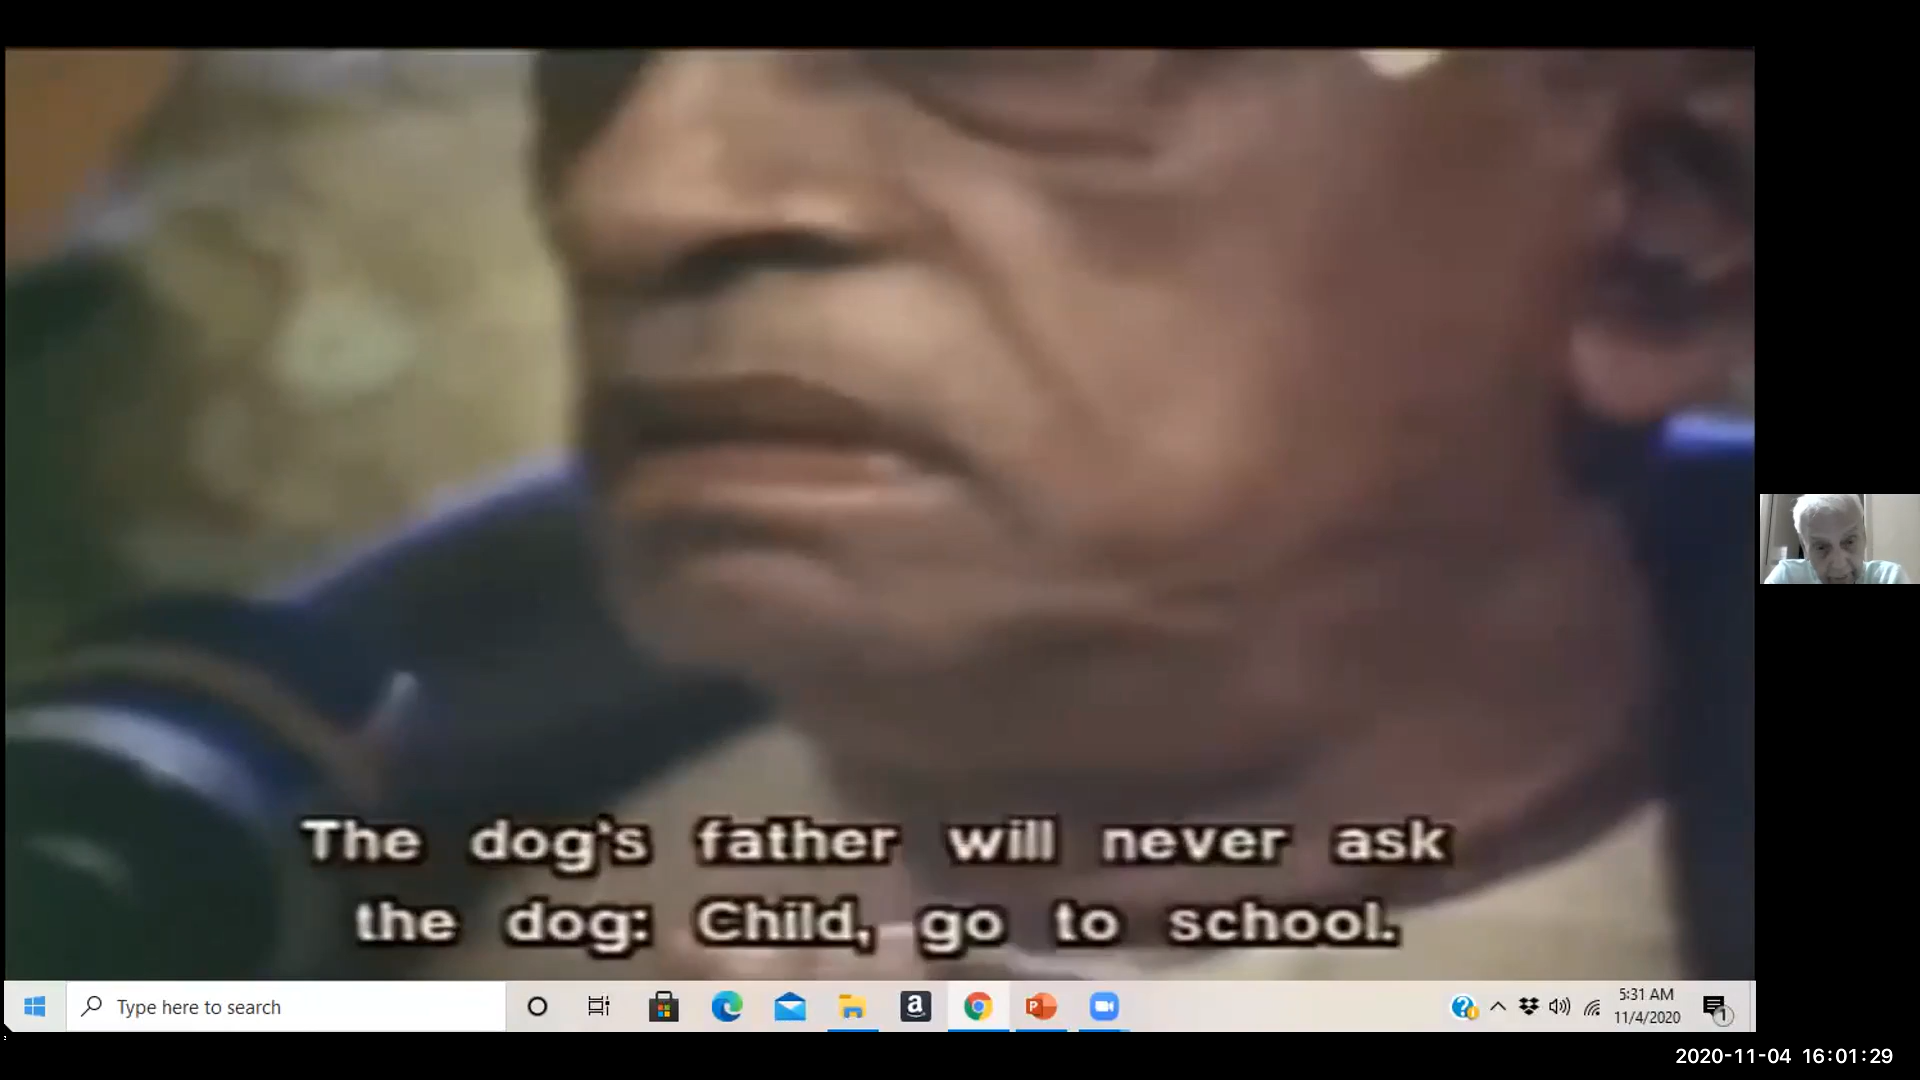 The dog's father will never ask
the dog: Child, go to school.
Type here to search
a
P
5:31 AM
11/4/2020
1
2020-11-04 16:01:29